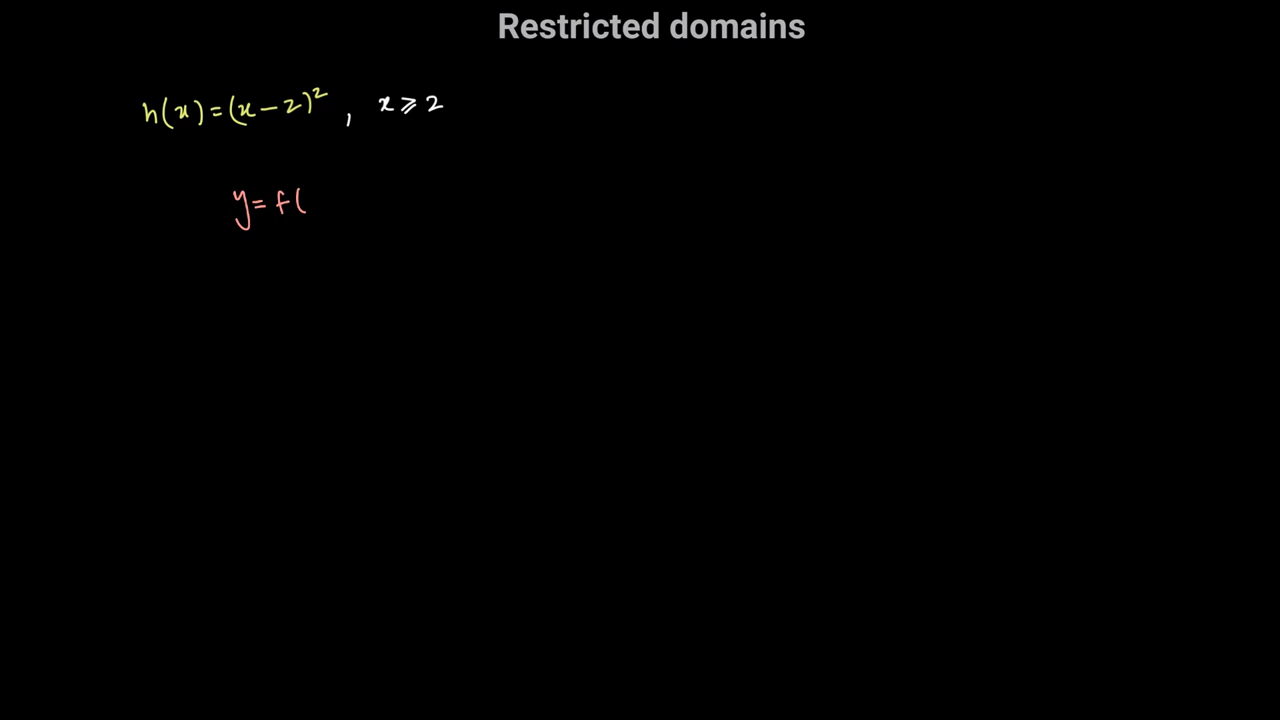 Restricted domains
h(x)=(x-2)², x⩾2
y=f(